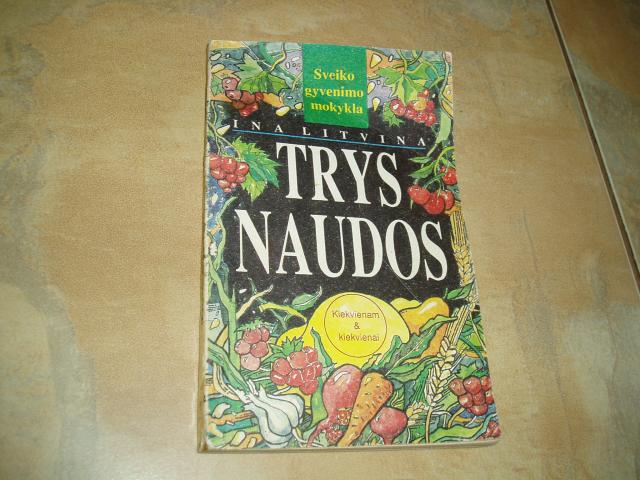 Sveiko
gyvenimo
mokykla
INA LITVINA
TRYS
NAUDOS
Kiekvienam
&
kiekvienai